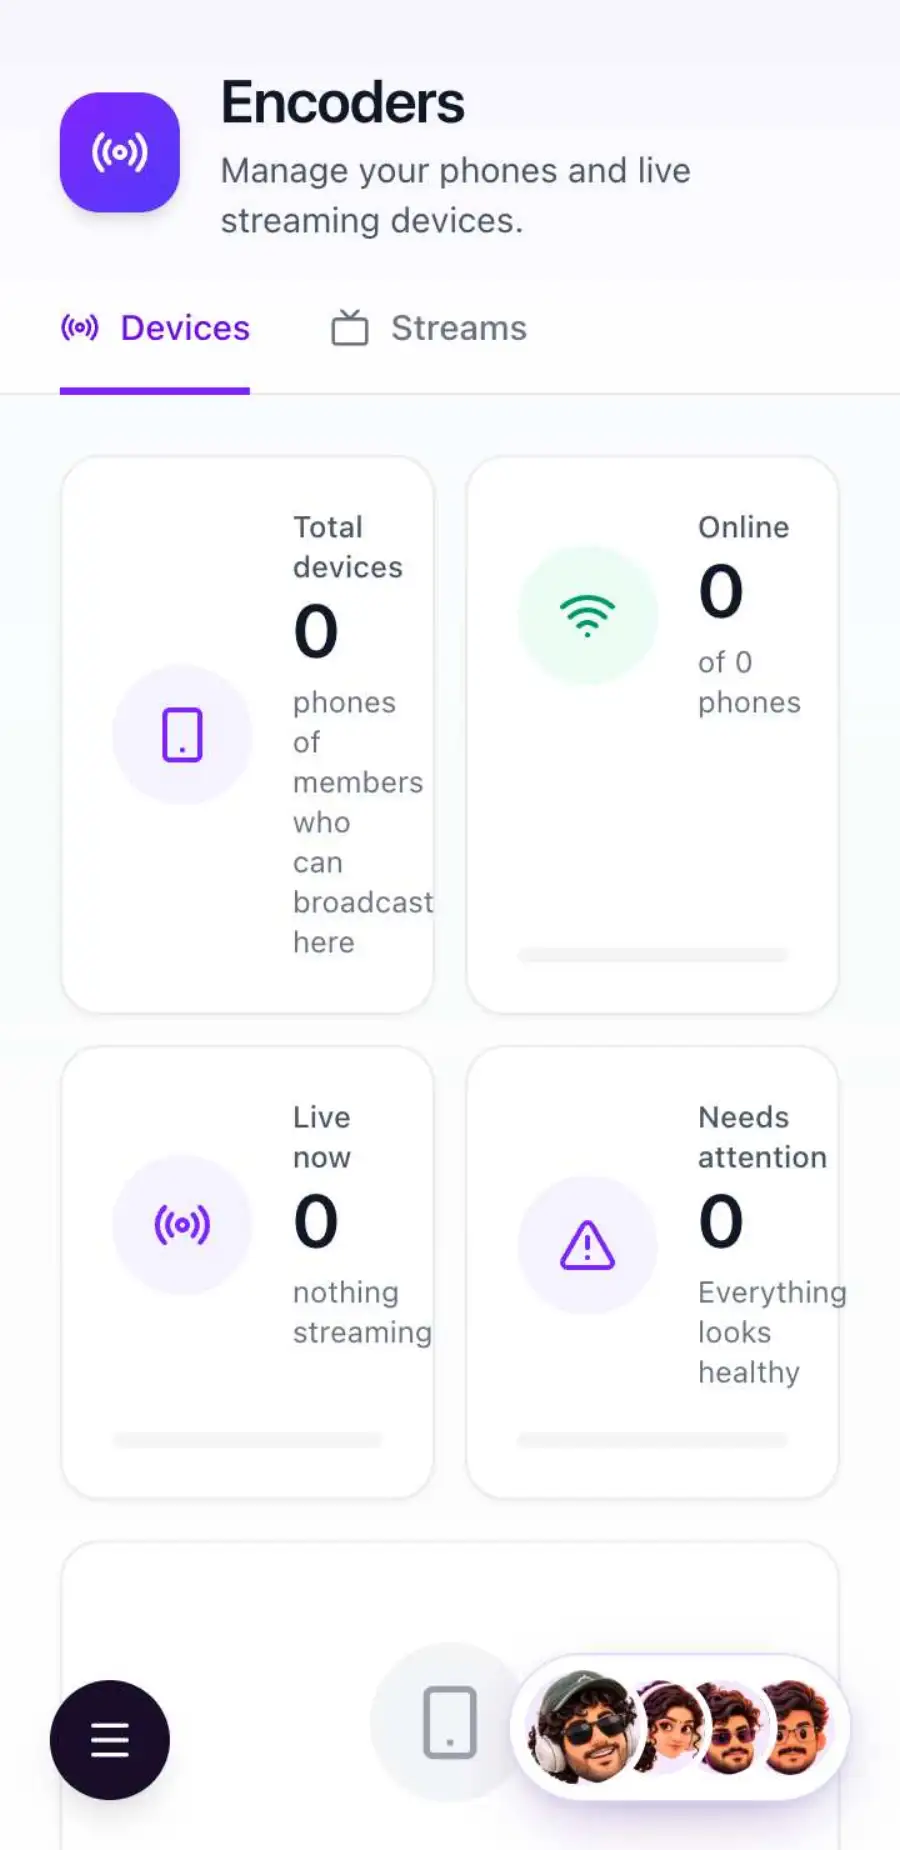 Encoders
Manage your phones and live
streaming devices.
Devices
Streams
Total
devices
0
phones
of
members
who
can
broadcast
here
Online
0
of 0
phones
Live
now
0
nothing
streaming
Needs
attention
0
Everything
looks
healthy